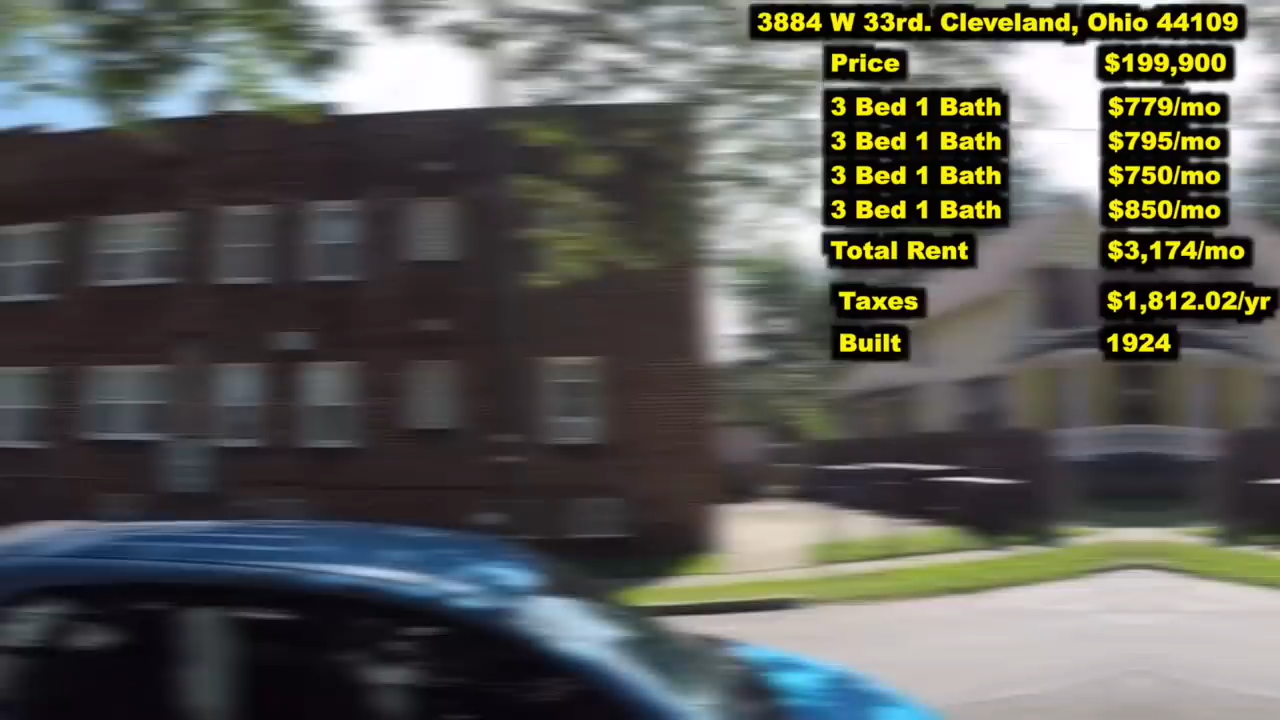 3884 W 33rd. Cleveland, Ohio 44109
Price $199,900
3 Bed 1 Bath $779/mo
3 Bed 1 Bath $795/mo
3 Bed 1 Bath $750/mo
3 Bed 1 Bath $850/mo
Total Rent $3,174/mo
Taxes $1,812.02/yr
Built 1924